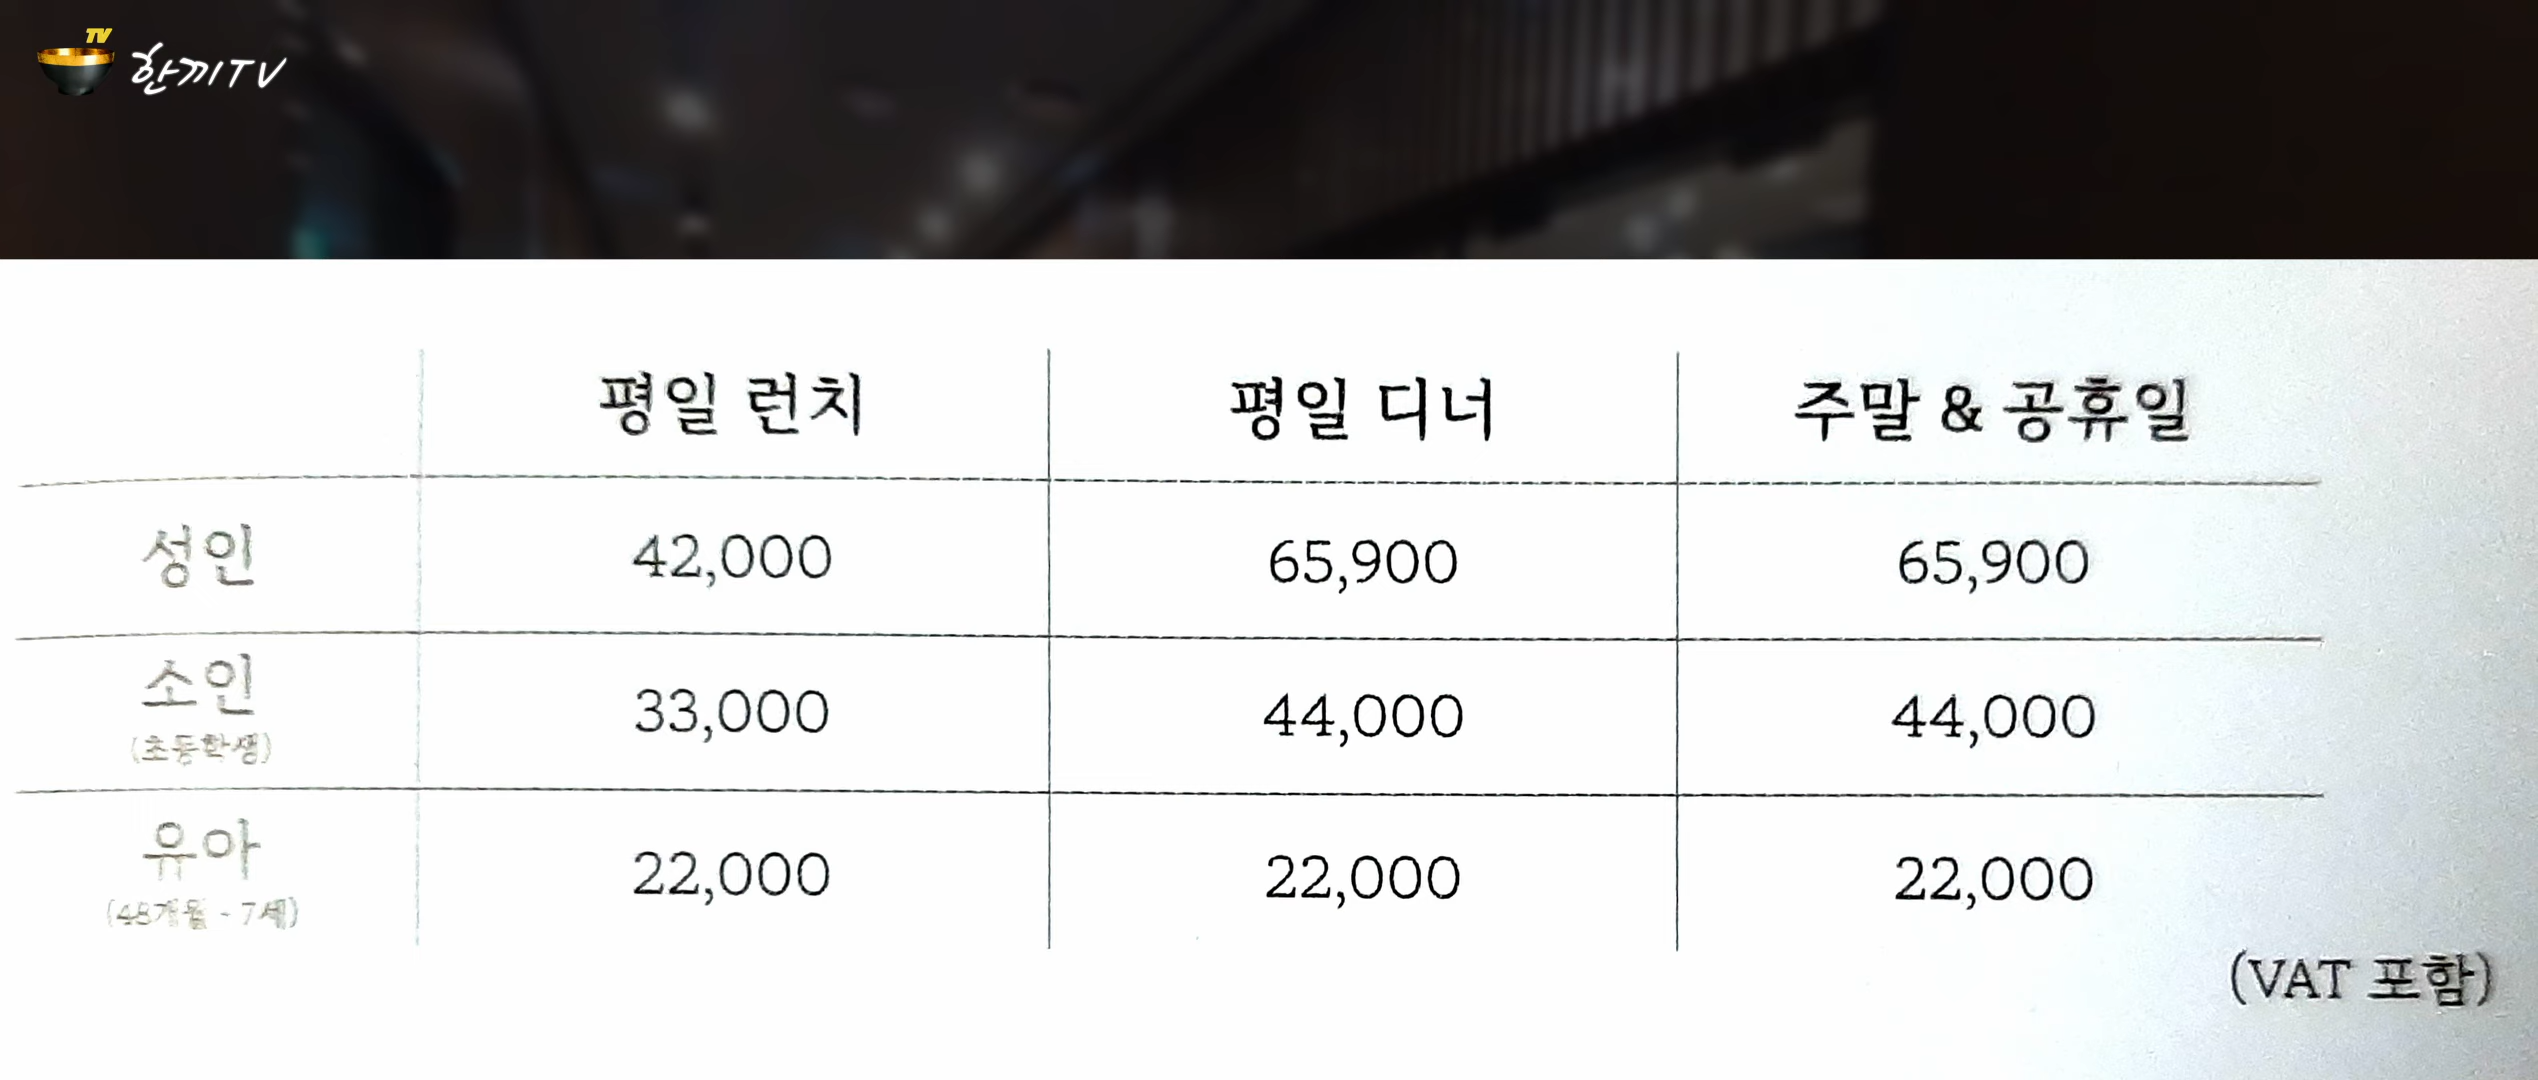 TV
한끼TV
평일 런치 평일 디너 주말 & 공휴일
성인 42,000 65,900 65,900
소인 33,000 44,000 44,000
(초등학생)
유아 22,000 22,000 22,000
(48개월 - 7세)
(VAT 포함)